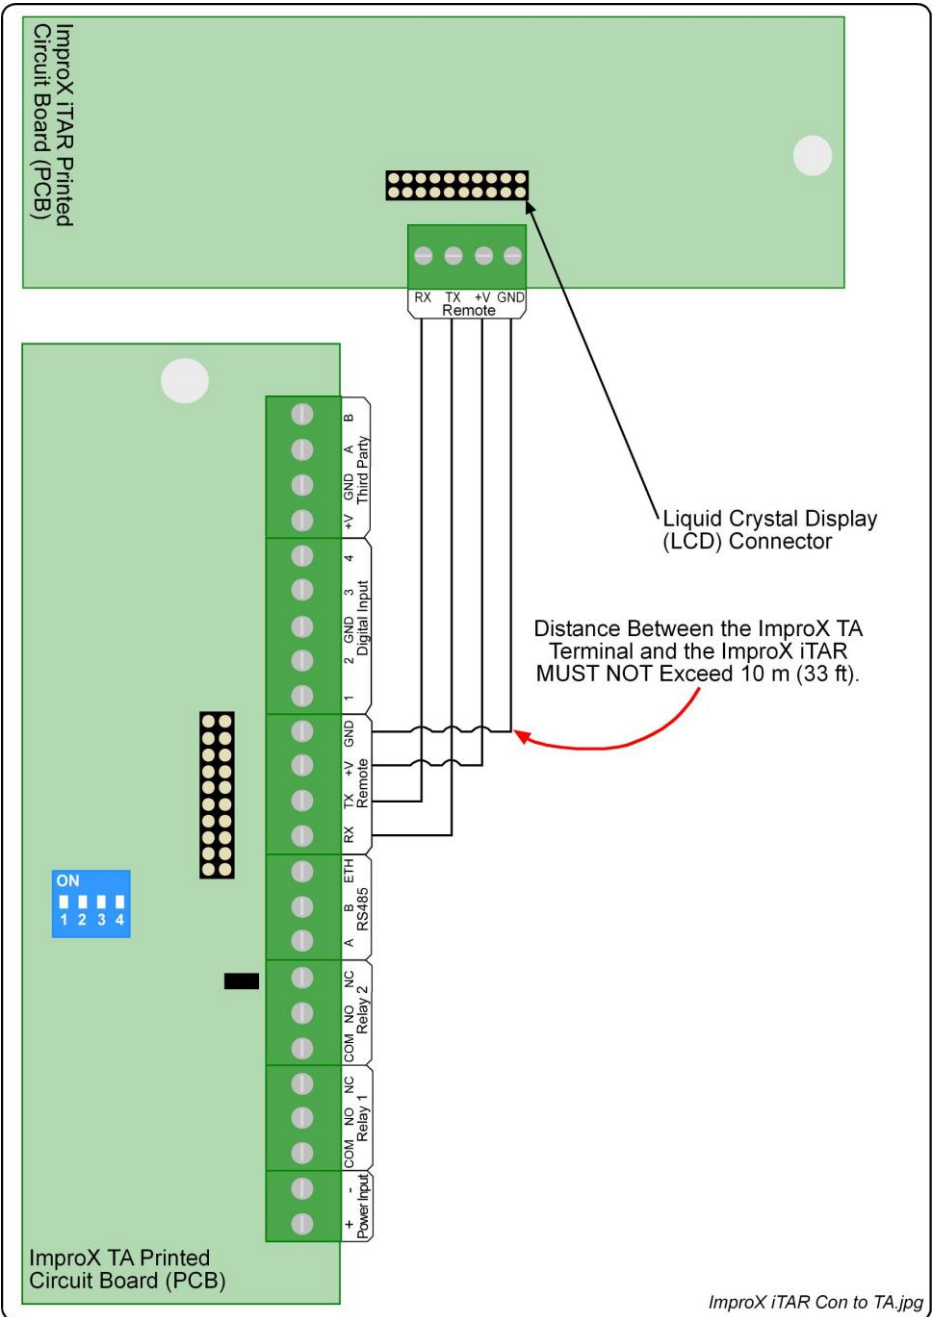 ImproX iTAR Printed
Circuit Board (PCB)
RX TX +V GND
Remote
B
A
GND
+V
Third Party
4
3
GND
2
1
Digital Input
GND
+V
TX
RX
Remote
ETH
B
A
RS485
NC
NO
COM
Relay 2
NC
NO
COM
Relay 1
-
+
Power Input
ON
1 2 3 4
Liquid Crystal Display
(LCD) Connector
Distance Between the ImproX TA
Terminal and the ImproX iTAR
MUST NOT Exceed 10 m (33 ft).
ImproX TA Printed
Circuit Board (PCB)
ImproX iTAR Con to TA.jpg